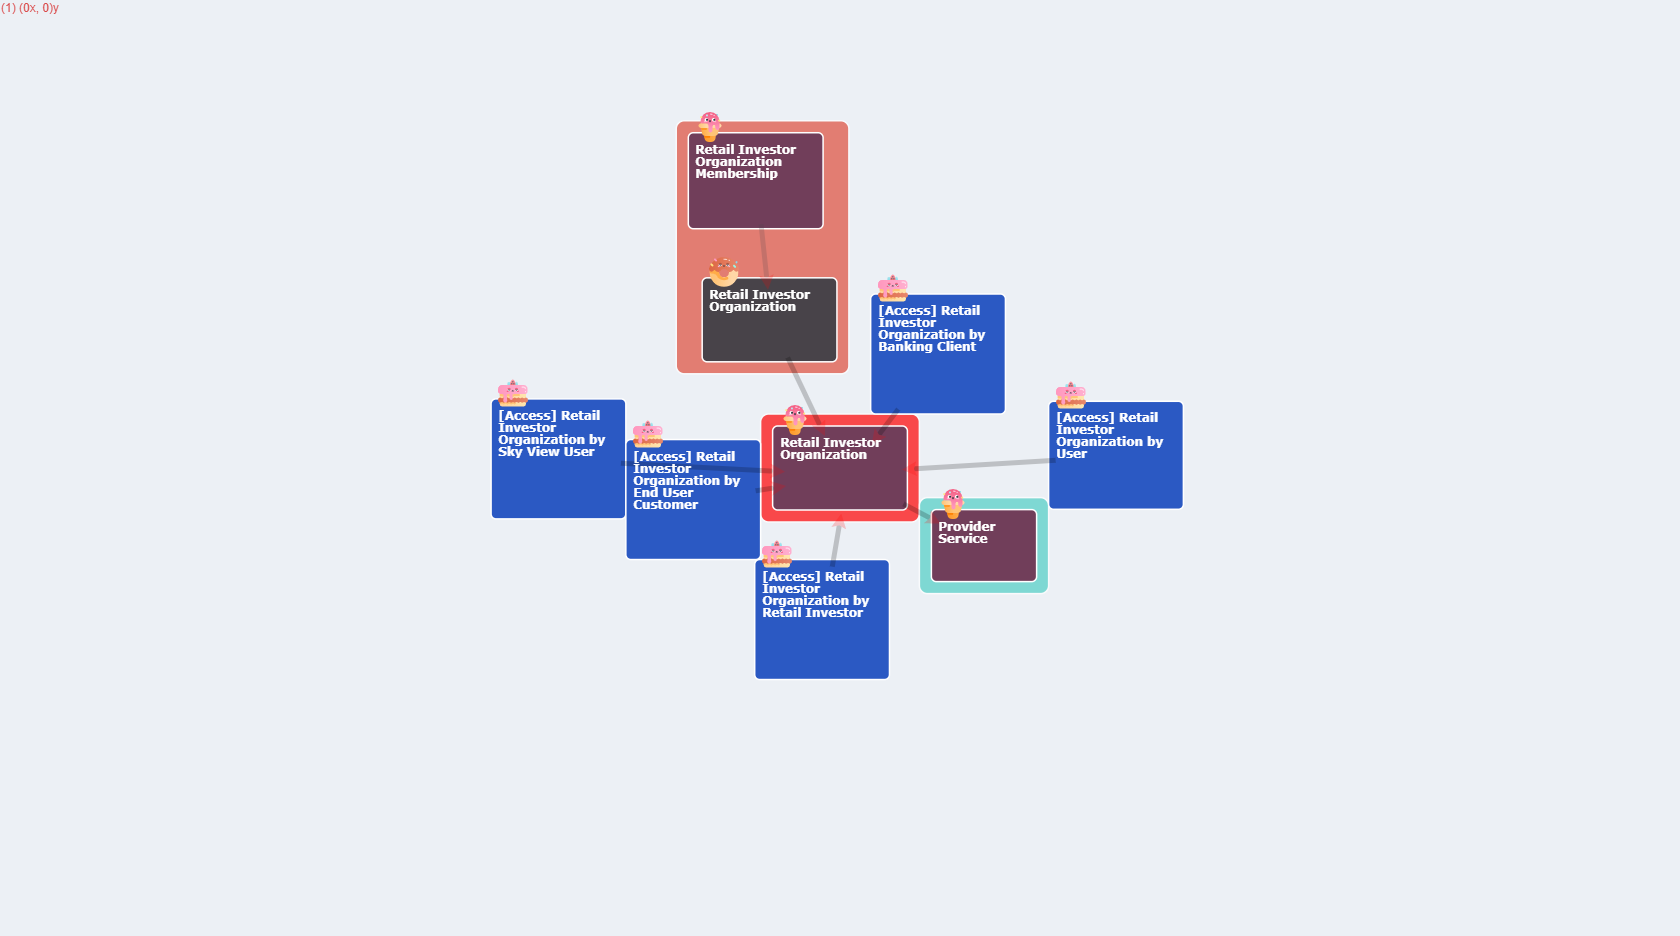 (1) (0x, 0)y
Retail Investor
Organization
Membership
Retail Investor
Organization
[Access] Retail
Investor
Organization by
Banking Client
[Access] Retail
Investor
Organization by
Sky View User
[Access] Retail
Investor
Organization by
End User
Customer
Retail Investor
Organization
[Access] Retail
Investor
Organization by
User
Provider
Service
[Access] Retail
Investor
Organization by
Retail Investor